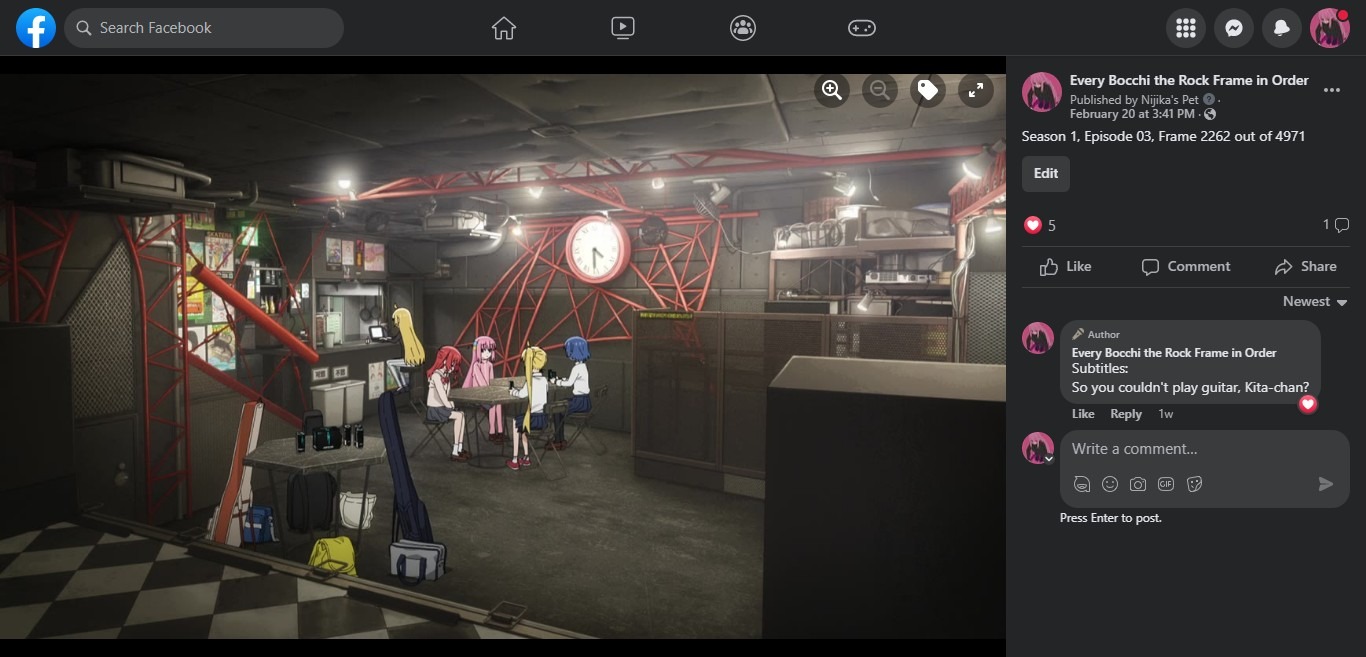 Search Facebook
Every Bocchi the Rock Frame in Order
Published by Nijika's Pet
February 20 at 3:41 PM ·
Season 1, Episode 03, Frame 2262 out of 4971
Edit
5
1
Like
Comment
Share
Newest
Author
Every Bocchi the Rock Frame in Order
Subtitles:
So you couldn't play guitar, Kita-chan?
Like
Reply
1w
Write a comment...
GIF
Press Enter to post.